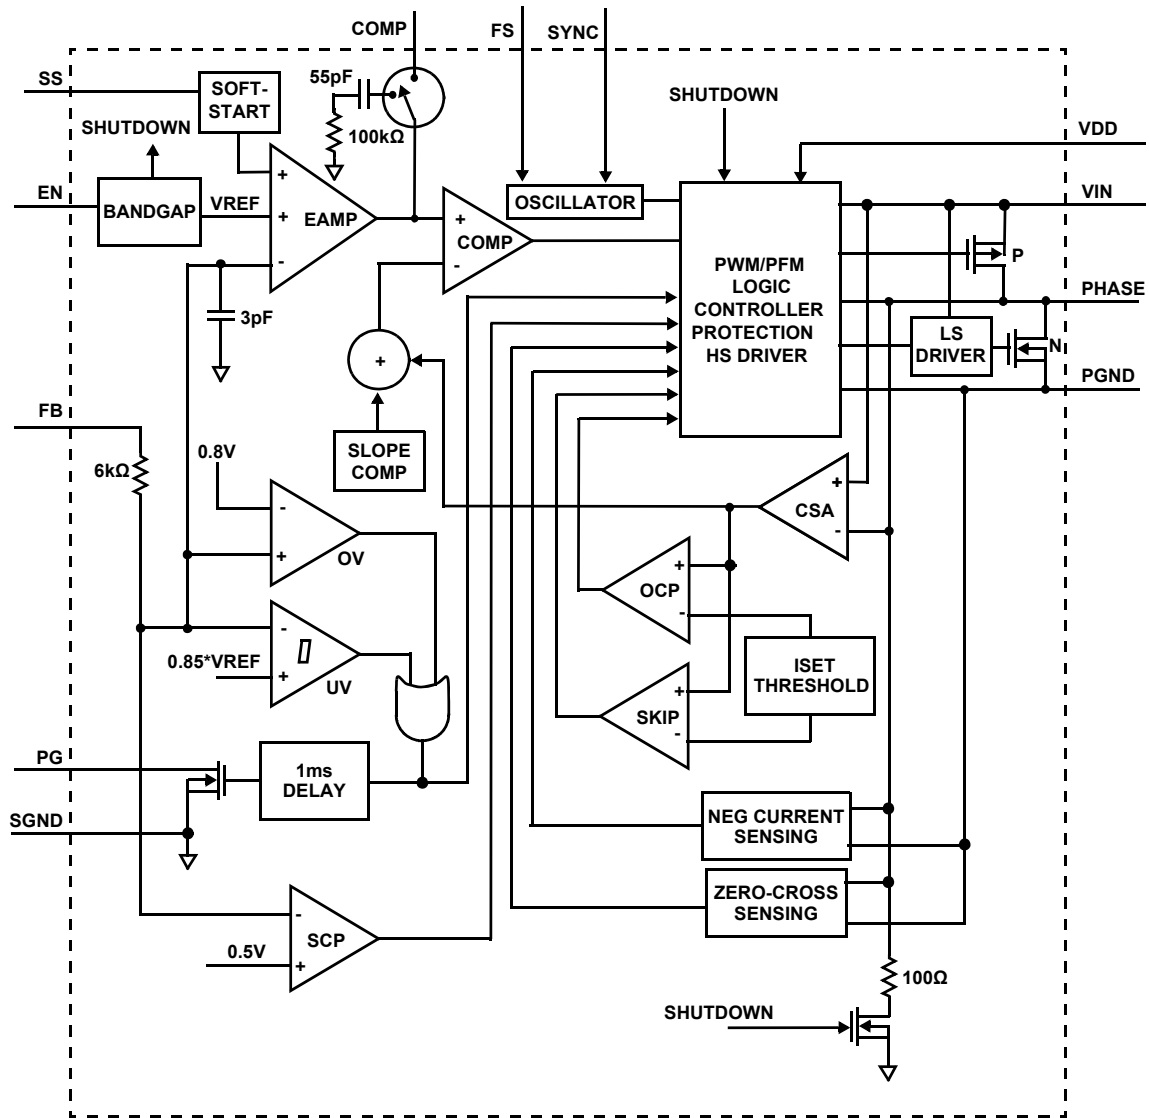 COMP
FS
SYNC
SS
SOFT-
START
55pF
100kΩ
SHUTDOWN
SHUTDOWN
VDD
EN
BANDGAP
VREF
+
+
-
EAMP
+
-
COMP
OSCILLATOR
VIN
PWM/PFM
LOGIC
CONTROLLER
PROTECTION
HS DRIVER
P
PHASE
3pF
+
LS
DRIVER
N
PGND
FB
SLOPE
COMP
6kΩ
0.8V
-
+
OV
+
-
CSA
+
-
OCP
-
+
UV
0.85*VREF
ISET
THRESHOLD
+
-
SKIP
PG
1ms
DELAY
SGND
NEG CURRENT
SENSING
ZERO-CROSS
SENSING
-
+
SCP
0.5V
100Ω
SHUTDOWN